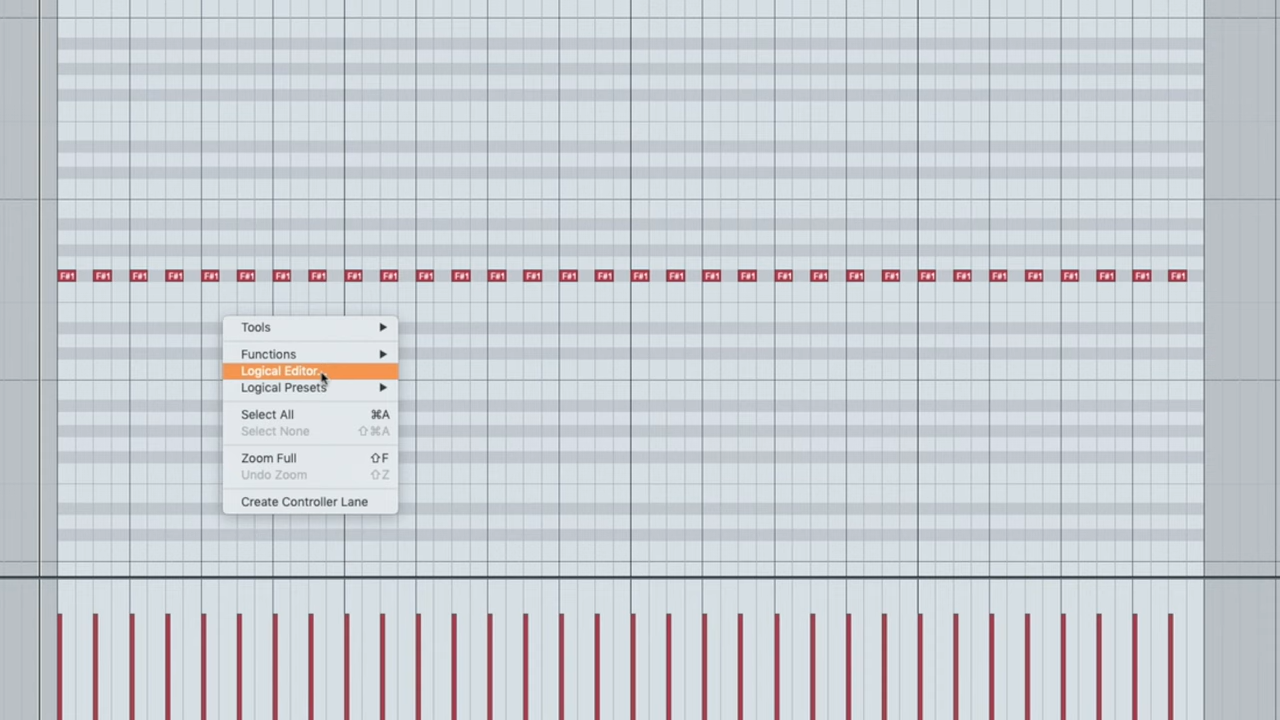 F#1 F#1 F#1 F#1 F#1 F#1 F#1 F#1 F#1 F#1 F#1 F#1 F#1 F#1 F#1 F#1 F#1 F#1 F#1 F#1 F#1 F#1 F#1 F#1 F#1 F#1 F#1 F#1 F#1 F#1 F#1 F#1
Tools
Functions
Logical Editor.
Logical Presets
Select All ⌘A
Select None ⇧⌘A
Zoom Full ⇧F
Undo Zoom ⇧Z
Create Controller Lane